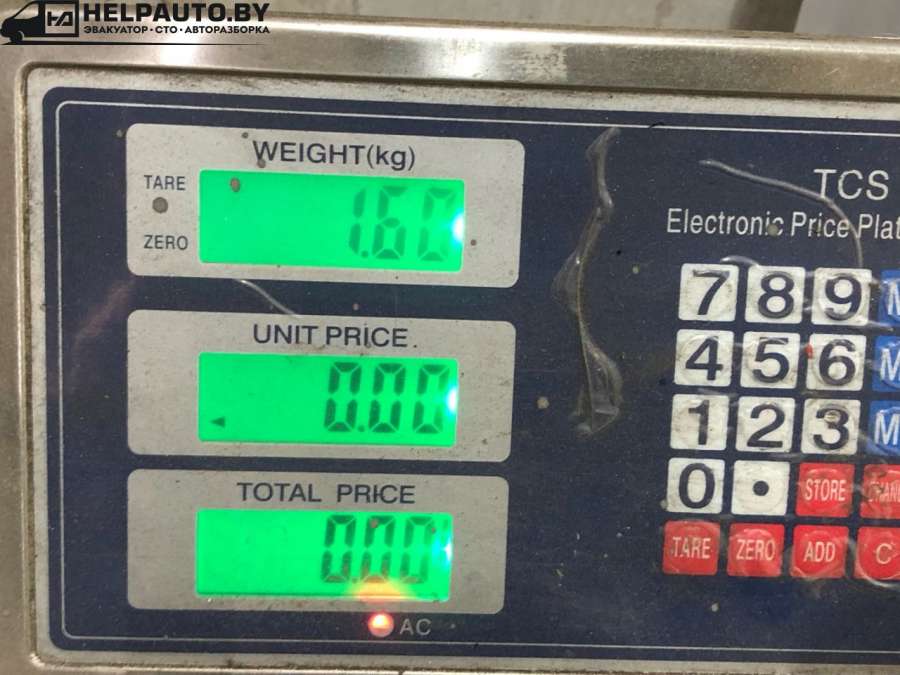 HELPAUTO.BY
ЭВАКУАТОР · СТО · АВТОРАЗБОРКА
WEIGHT(kg)
TARE
1.60
ZERO
UNIT PRICE
0.00
TOTAL PRICE
0.00
AC
TCS
Electronic Price
7 8 9 M
4 5 6 M
1 2 3 M
0 . STORE
TARE ZERO ADD C